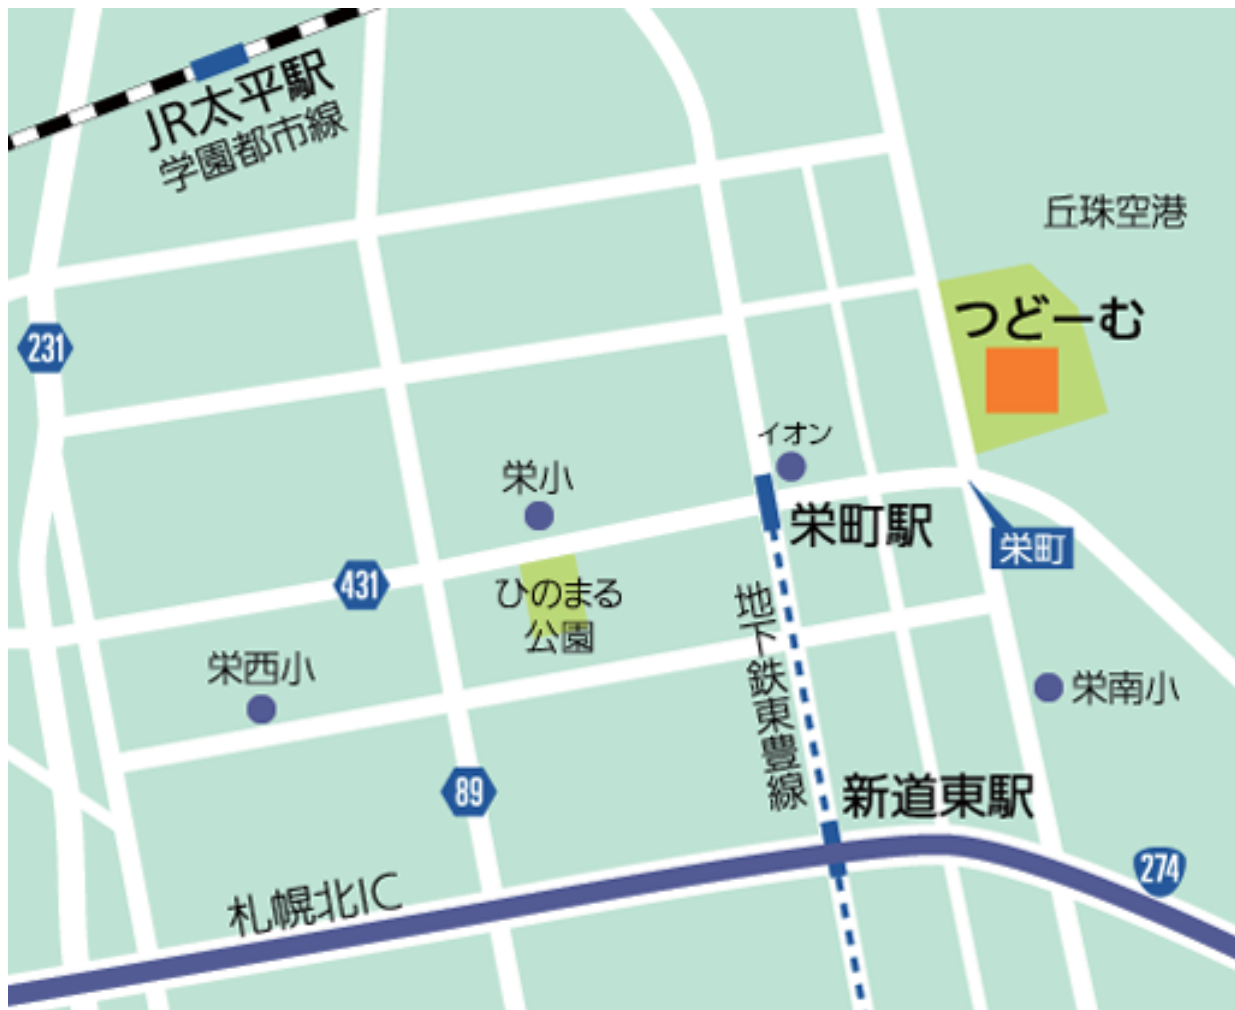 JR太平駅
学園都市線
丘珠空港
つどーむ
231
イオン
栄小
栄町駅
栄町
431
ひのまる
公園
地下鉄東豊線
栄西小
栄南小
89
新道東駅
274
札幌北IC